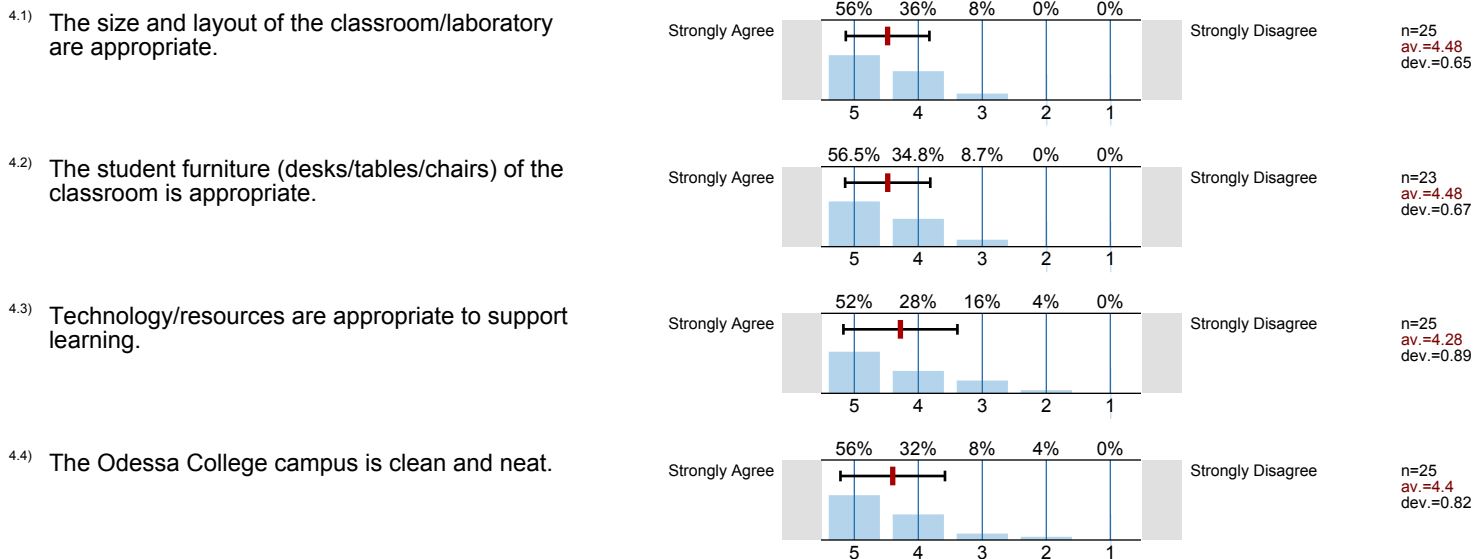 4.1) The size and layout of the classroom/laboratory
are appropriate.
56% 36% 8% 0% 0%
Strongly Agree Strongly Disagree
n=25
av.=4.48
dev.=0.65
5 4 3 2 1
4.2) The student furniture (desks/tables/chairs) of the
classroom is appropriate.
56.5% 34.8% 8.7% 0% 0%
Strongly Agree Strongly Disagree
n=23
av.=4.48
dev.=0.67
5 4 3 2 1
4.3) Technology/resources are appropriate to support
learning.
52% 28% 16% 4% 0%
Strongly Agree Strongly Disagree
n=25
av.=4.28
dev.=0.89
5 4 3 2 1
4.4) The Odessa College campus is clean and neat.
56% 32% 8% 4% 0%
Strongly Agree Strongly Disagree
n=25
av.=4.4
dev.=0.82
5 4 3 2 1